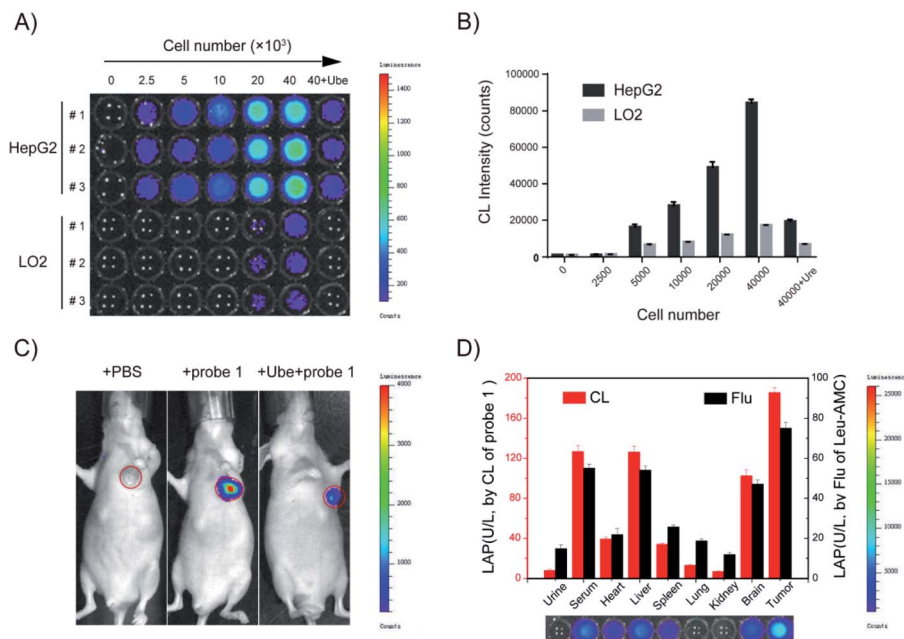 A)
Cell number (×10³)
0 2.5 5 10 20 40 40+Ube
HepG2
# 1
# 2
# 3
LO2
# 1
# 2
# 3
Luminescence
1400
1200
1000
800
600
400
200
Counts
B)
CL Intensity (counts)
100000
80000
60000
40000
20000
0
HepG2
LO2
0 2500 5000 10000 20000 40000 40000+Ure
Cell number
C)
+PBS +probe 1 +Ube+probe 1
Luminescence
4000
3000
2000
1000
Counts
D)
LAP(U/L, by CL of probe 1 )
200
160
120
80
40
0
CL
Flu
100
80
60
40
20
0
LAP(U/L, by Flu of Leu-AMC)
Urine Serum Heart Liver Spleen Lung Kidney Brain Tumor
Luminescence
25000
20000
15000
10000
5000
Counts